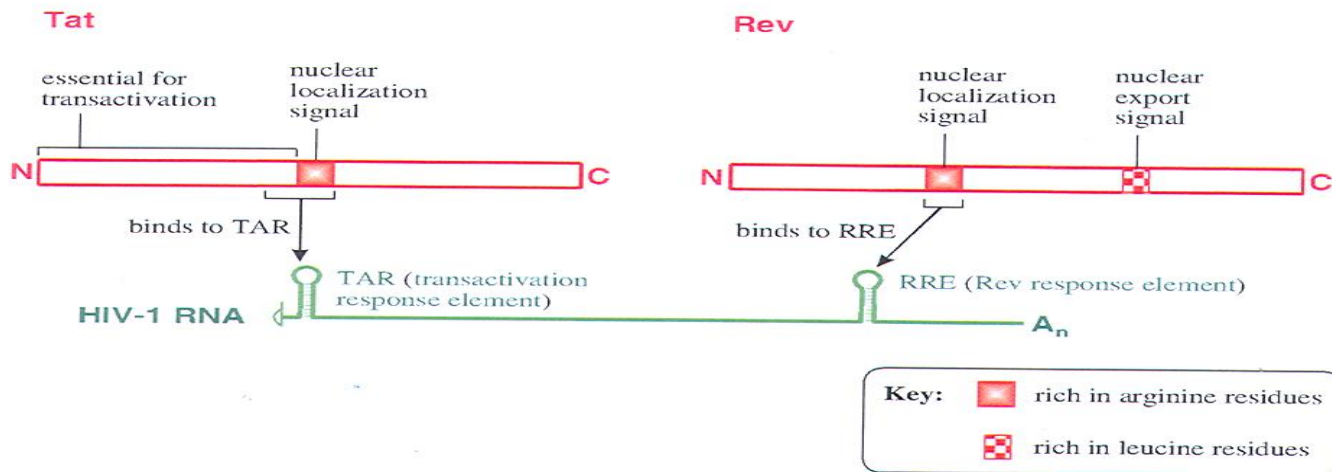 Tat
essential for
transactivation
nuclear
localization
signal
N
C
binds to TAR
Rev
nuclear
localization
signal
nuclear
export
signal
N
C
binds to RRE
TAR (transactivation
response element)
RRE (Rev response element)
HIV-1 RNA
An
Key:
rich in arginine residues
rich in leucine residues